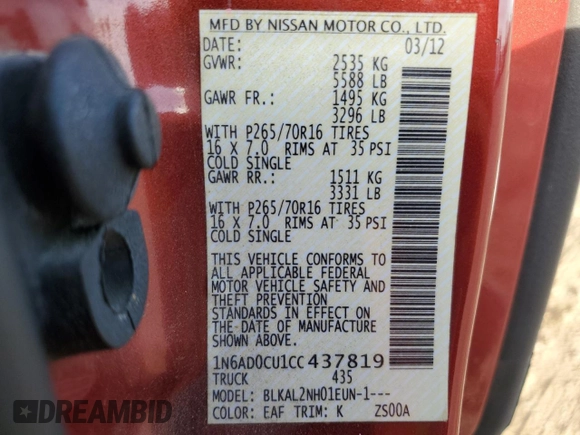 MFD BY NISSAN MOTOR CO., LTD.
DATE: 03/12
GVWR: 2535 KG
5588 LB
GAWR FR.: 1495 KG
3296 LB
WITH P265/70R16 TIRES
16 X 7.0 RIMS AT 35 PSI
COLD SINGLE
GAWR RR.: 1511 KG
3331 LB
WITH P265/70R16 TIRES
16 X 7.0 RIMS AT 35 PSI
COLD SINGLE
THIS VEHICLE CONFORMS TO
ALL APPLICABLE FEDERAL
MOTOR VEHICLE SAFETY AND
THEFT PREVENTION
STANDARDS IN EFFECT ON
THE DATE OF MANUFACTURE
SHOWN ABOVE.
1N6AD0CU1CC437819
TRUCK 435
MODEL: BLKAL2NH01EUN-1---
COLOR: EAF TRIM: K ZS00A
AUTOBIDMASTER